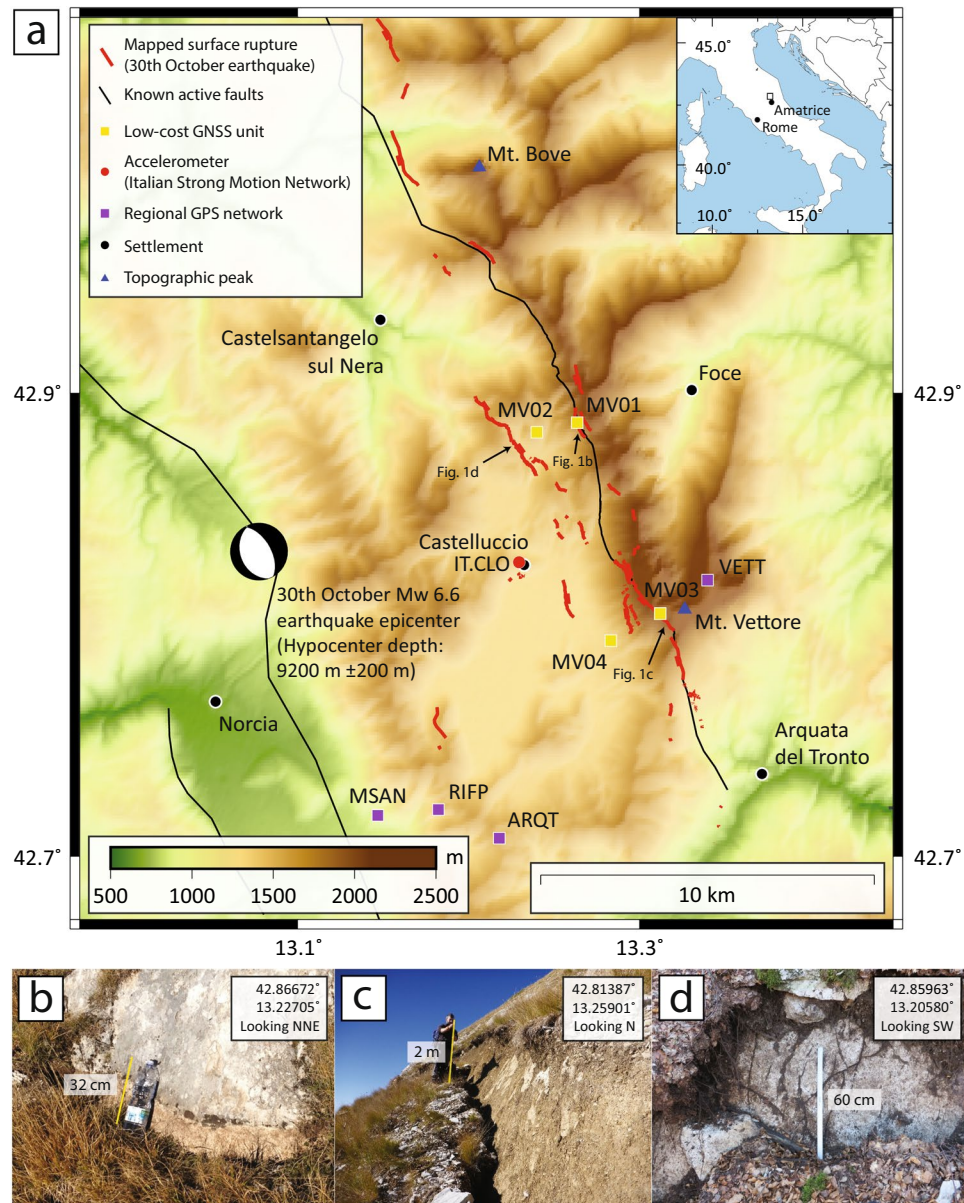 a
Mapped surface rupture
(30th October earthquake)
Known active faults
Low-cost GNSS unit
Accelerometer
(Italian Strong Motion Network)
Regional GPS network
Settlement
Topographic peak
45.0˚
Amatrice
Rome
40.0˚
10.0˚
15.0˚
Mt. Bove
Castelsantangelo
sul Nera
Foce
42.9˚
42.9˚
MV02
MV01
Fig. 1d
Fig. 1b
Castelluccio
IT.CLO
VETT
MV03
Mt. Vettore
30th October Mw 6.6
earthquake epicenter
(Hypocenter depth:
9200 m ±200 m)
MV04
Fig. 1c
Norcia
Arquata
del Tronto
MSAN
RIFP
ARQT
m
500 1000 1500 2000 2500
10 km
42.7˚
42.7˚
13.1˚
13.3˚
b
42.86672˚
13.22705˚
Looking NNE
32 cm
c
42.81387˚
13.25901˚
Looking N
2 m
d
42.85963˚
13.20580˚
Looking SW
60 cm